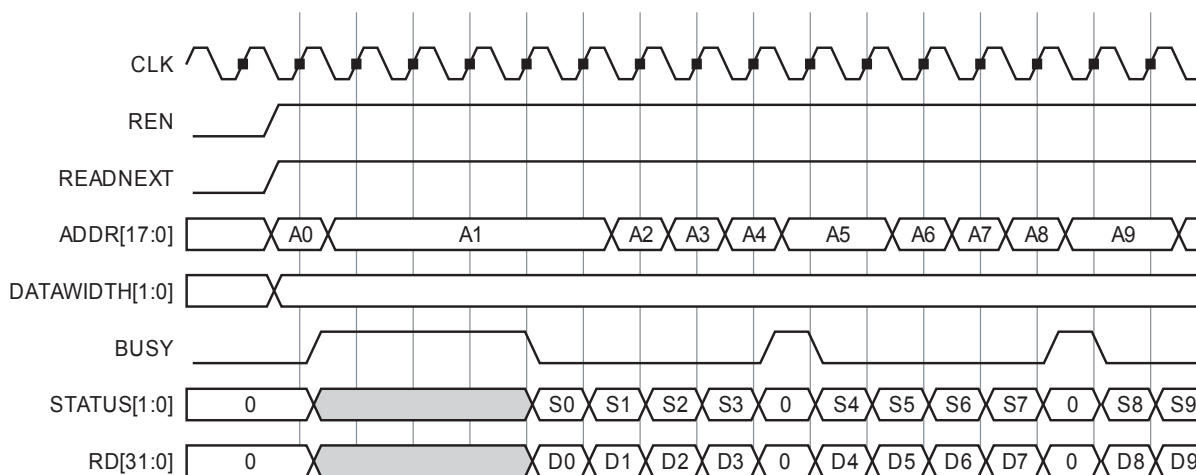 CLK
REN
READNEXT
ADDR[17:0] A0 A1 A2 A3 A4 A5 A6 A7 A8 A9
DATAWIDTH[1:0]
BUSY
STATUS[1:0] 0 S0 S1 S2 S3 0 S4 S5 S6 S7 0 S8 S9
RD[31:0] 0 D0 D1 D2 D3 0 D4 D5 D6 D7 0 D8 D9